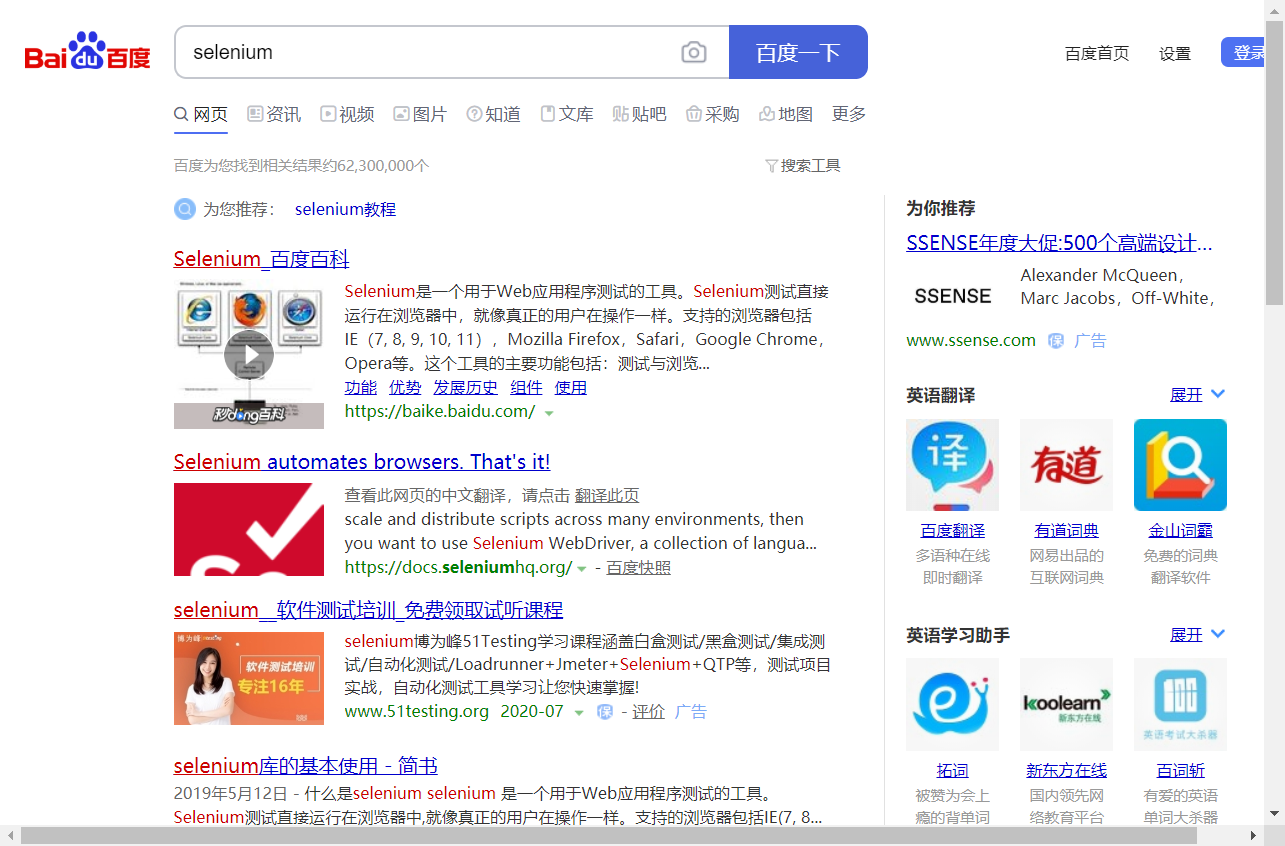 Bai du 百度
selenium
百度一下
百度首页 设置 登录
网页 资讯 视频 图片 知道 文库 贴吧 采购 地图 更多
百度为您找到相关结果约62,300,000个
搜索工具
为您推荐： selenium教程
Selenium_百度百科
Selenium是一个用于Web应用程序测试的工具。Selenium测试直接
运行在浏览器中，就像真正的用户在操作一样。支持的浏览器包括
IE（7, 8, 9, 10, 11），Mozilla Firefox，Safari，Google Chrome，
Opera等。这个工具的主要功能包括：测试与浏览...
功能 优势 发展历史 组件 使用
https://baike.baidu.com/
秒dong百科
Selenium automates browsers. That's it!
查看此网页的中文翻译，请点击 翻译此页
scale and distribute scripts across many environments, then
you want to use Selenium WebDriver, a collection of langua...
https://docs.seleniumhq.org/ - 百度快照
selenium__软件测试培训_免费领取试听课程
博为峰
软件测试培训
专注16年
selenium博为峰51Testing学习课程涵盖白盒测试/黑盒测试/集成测
试/自动化测试/Loadrunner+Jmeter+Selenium+QTP等，测试项目
实战，自动化测试工具学习让您快速掌握!
www.51testing.org 2020-07 保 - 评价 广告
selenium库的基本使用 - 简书
2019年5月12日 - 什么是selenium selenium 是一个用于Web应用程序测试的工具。
Selenium测试直接运行在浏览器中,就像真正的用户在操作一样。支持的浏览器包括IE(7, 8...
为你推荐
SSENSE年度大促:500个高端设计...
SSENSE
Alexander McQueen，
Marc Jacobs，Off-White，
www.ssense.com 保 广告
英语翻译 展开
译 有道
百度翻译 有道词典 金山词霸
多语种在线 网易出品的 免费的词典
即时翻译 互联网词典 翻译软件
英语学习助手 展开
koolearn
新东方在线
英语考试大杀器
拓词 新东方在线 百词斩
被赞为会上 国内领先网 有爱的英语
瘾的背单词 络教育平台 单词大杀器